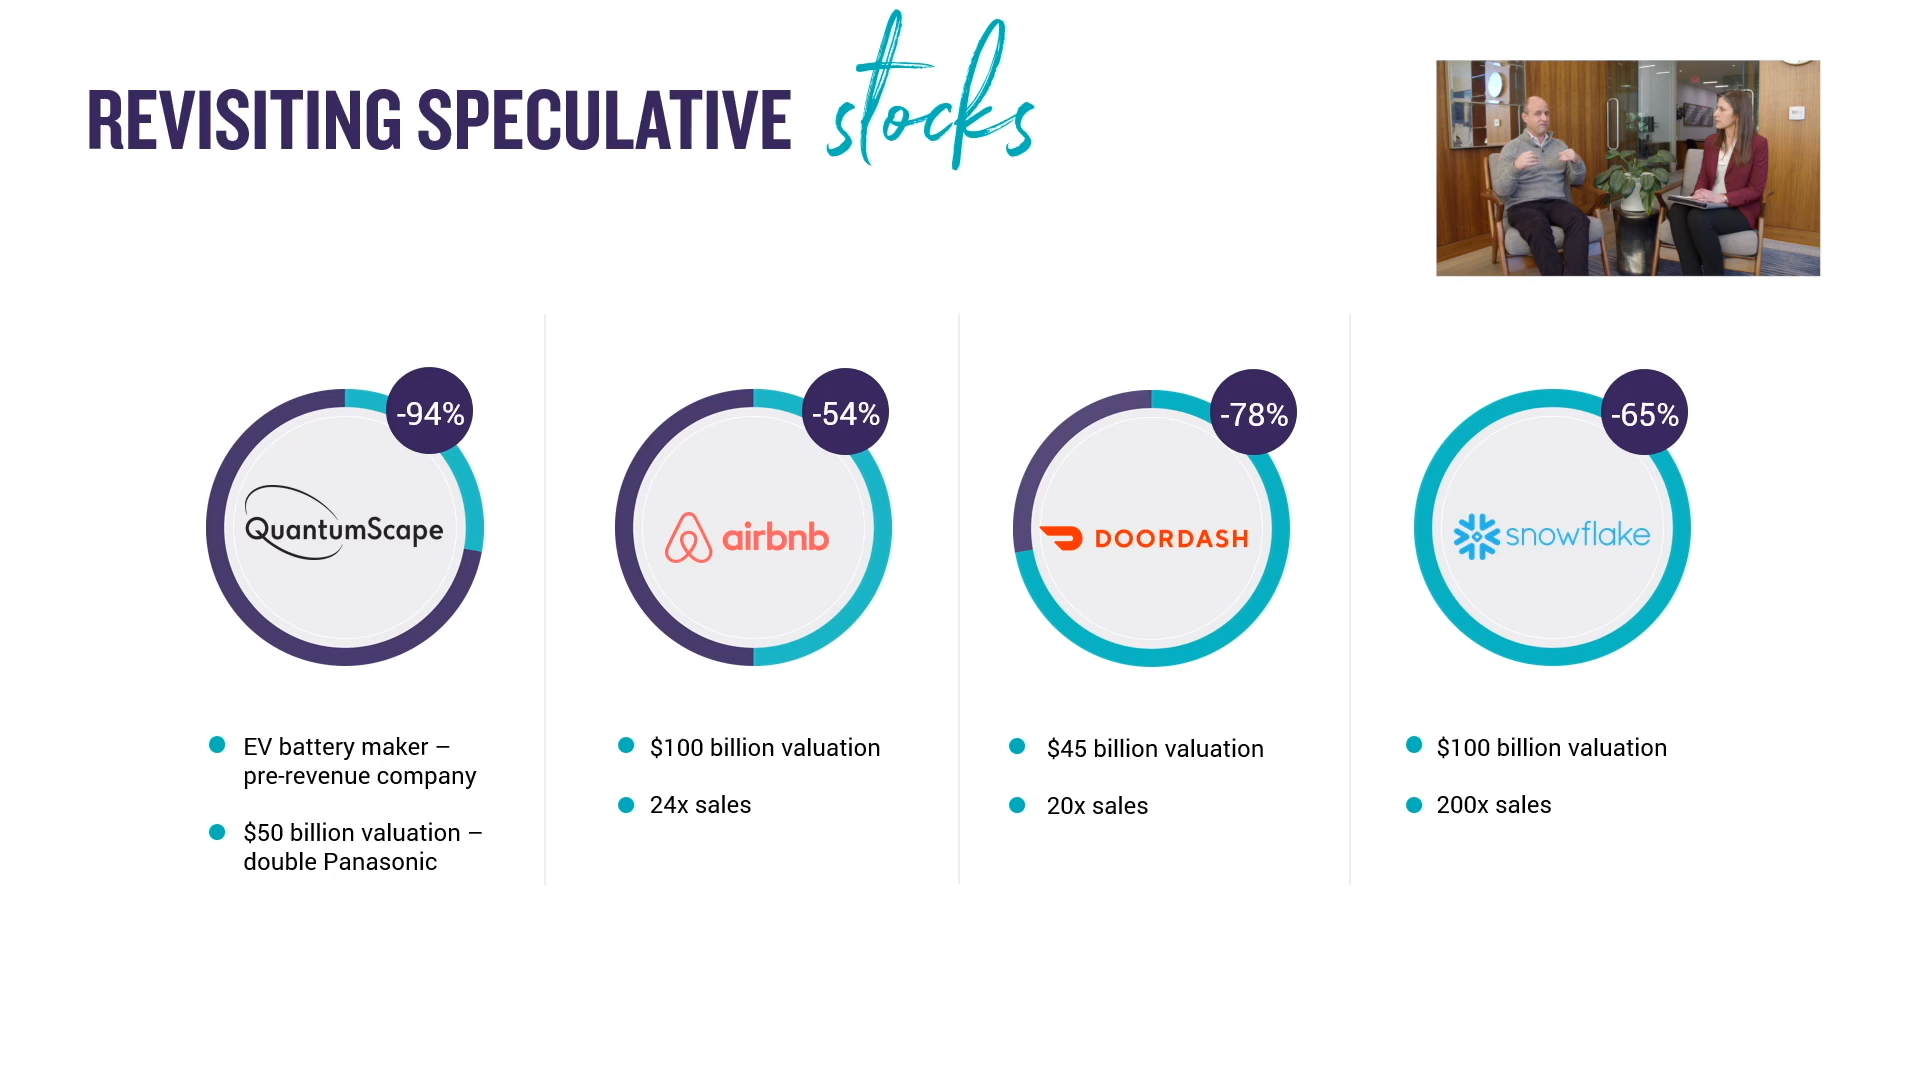 REVISITING SPECULATIVE stocks
-94%
QuantumScape
EV battery maker –
pre-revenue company
$50 billion valuation –
double Panasonic
-54%
airbnb
$100 billion valuation
24x sales
-78%
DOORDASH
$45 billion valuation
20x sales
-65%
snowflake
$100 billion valuation
200x sales